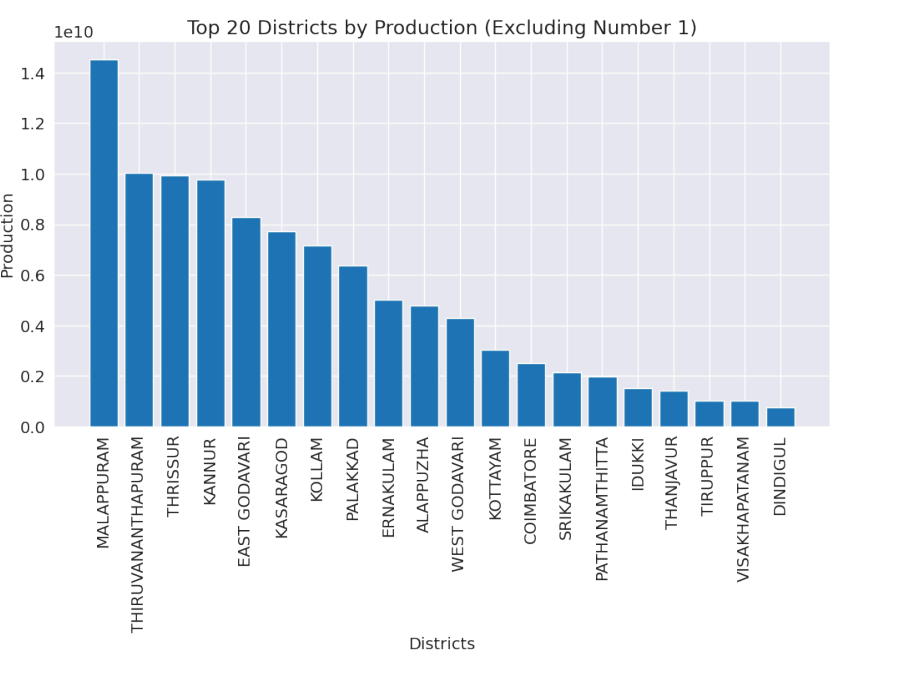 Top 20 Districts by Production (Excluding Number 1)
1e10
1.4
1.2
1.0
0.8
0.6
0.4
0.2
0.0
Production
MALAPPURAM
THIRUVANANTHAPURAM
THRISSUR
KANNUR
EAST GODAVARI
KASARAGOD
KOLLAM
PALAKKAD
ERNAKULAM
ALAPPUZHA
WEST GODAVARI
KOTTAYAM
COIMBATORE
SRIKAKULAM
PATHANAMTHITTA
IDUKKI
THANJAVUR
TIRUPPUR
VISAKHAPATANAM
DINDIGUL
Districts